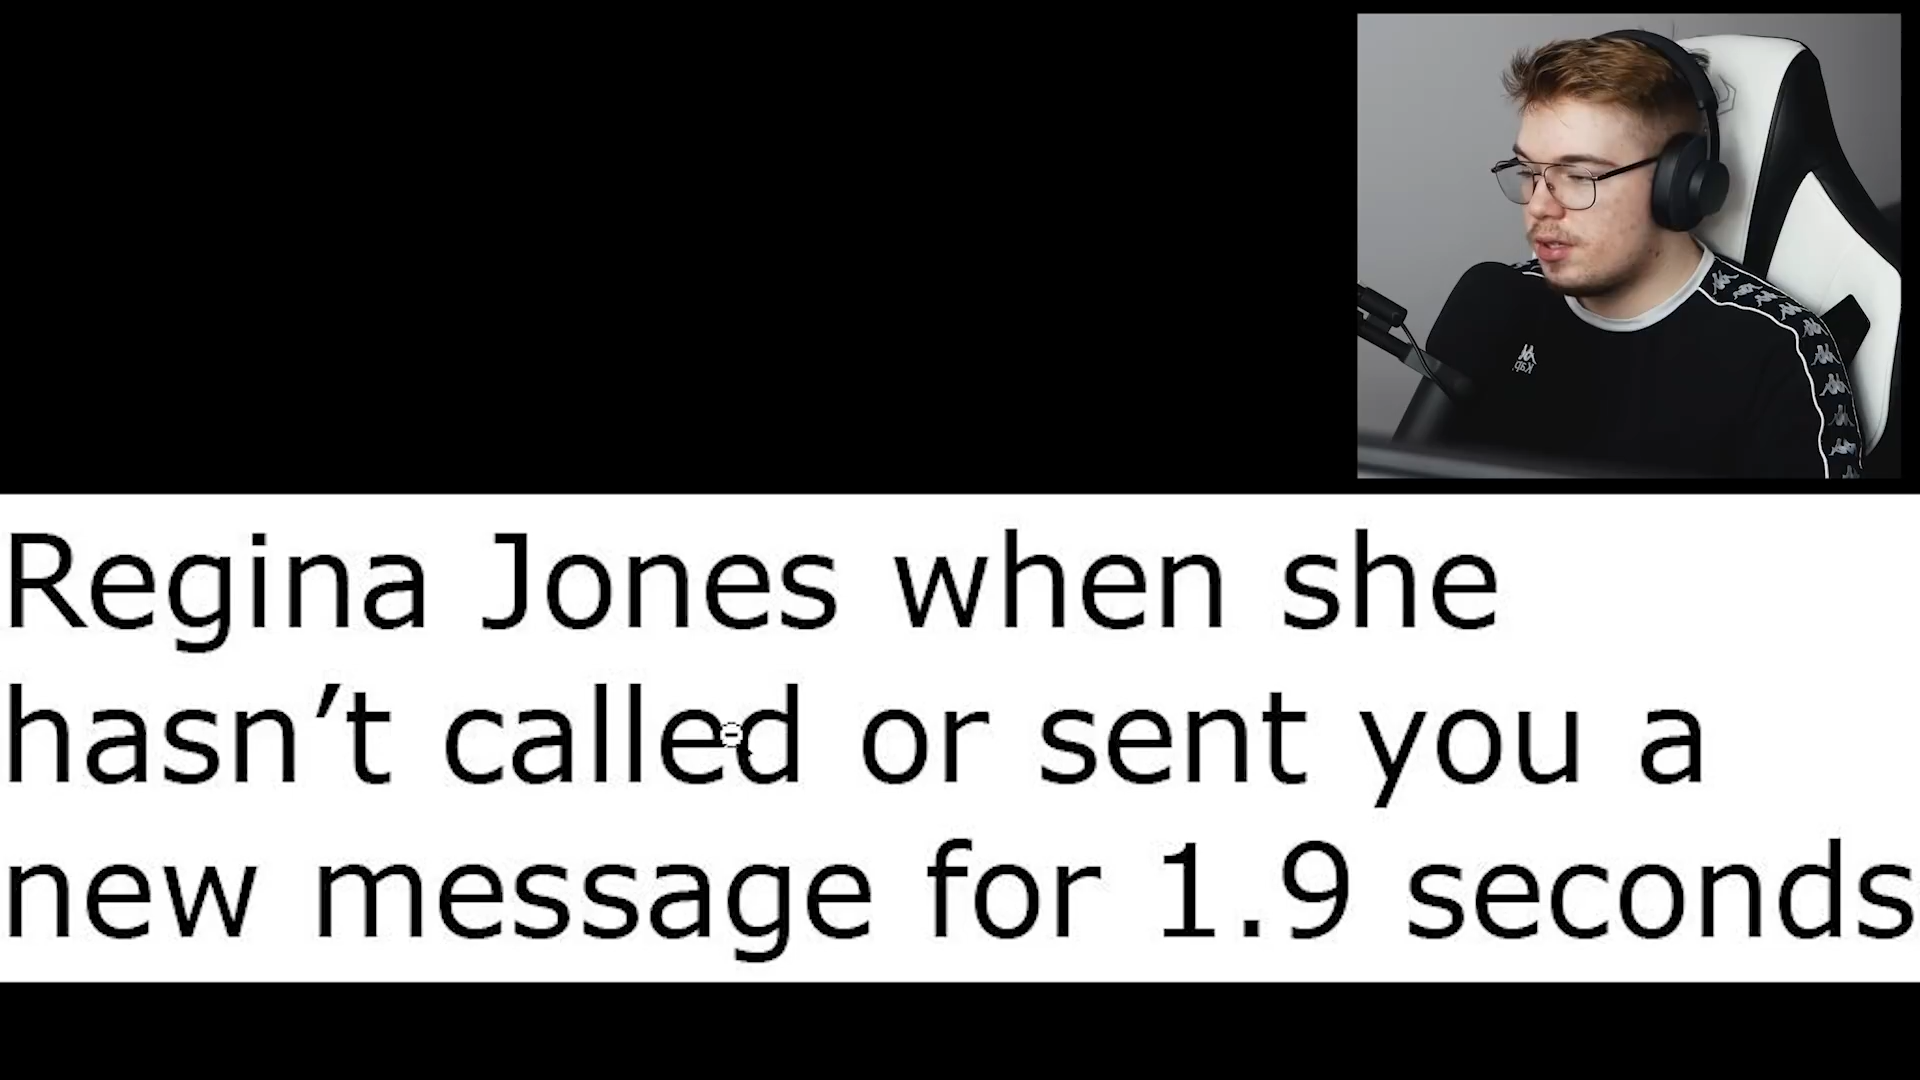 Regina Jones when she
hasn’t called or sent you a
new message for 1.9 seconds